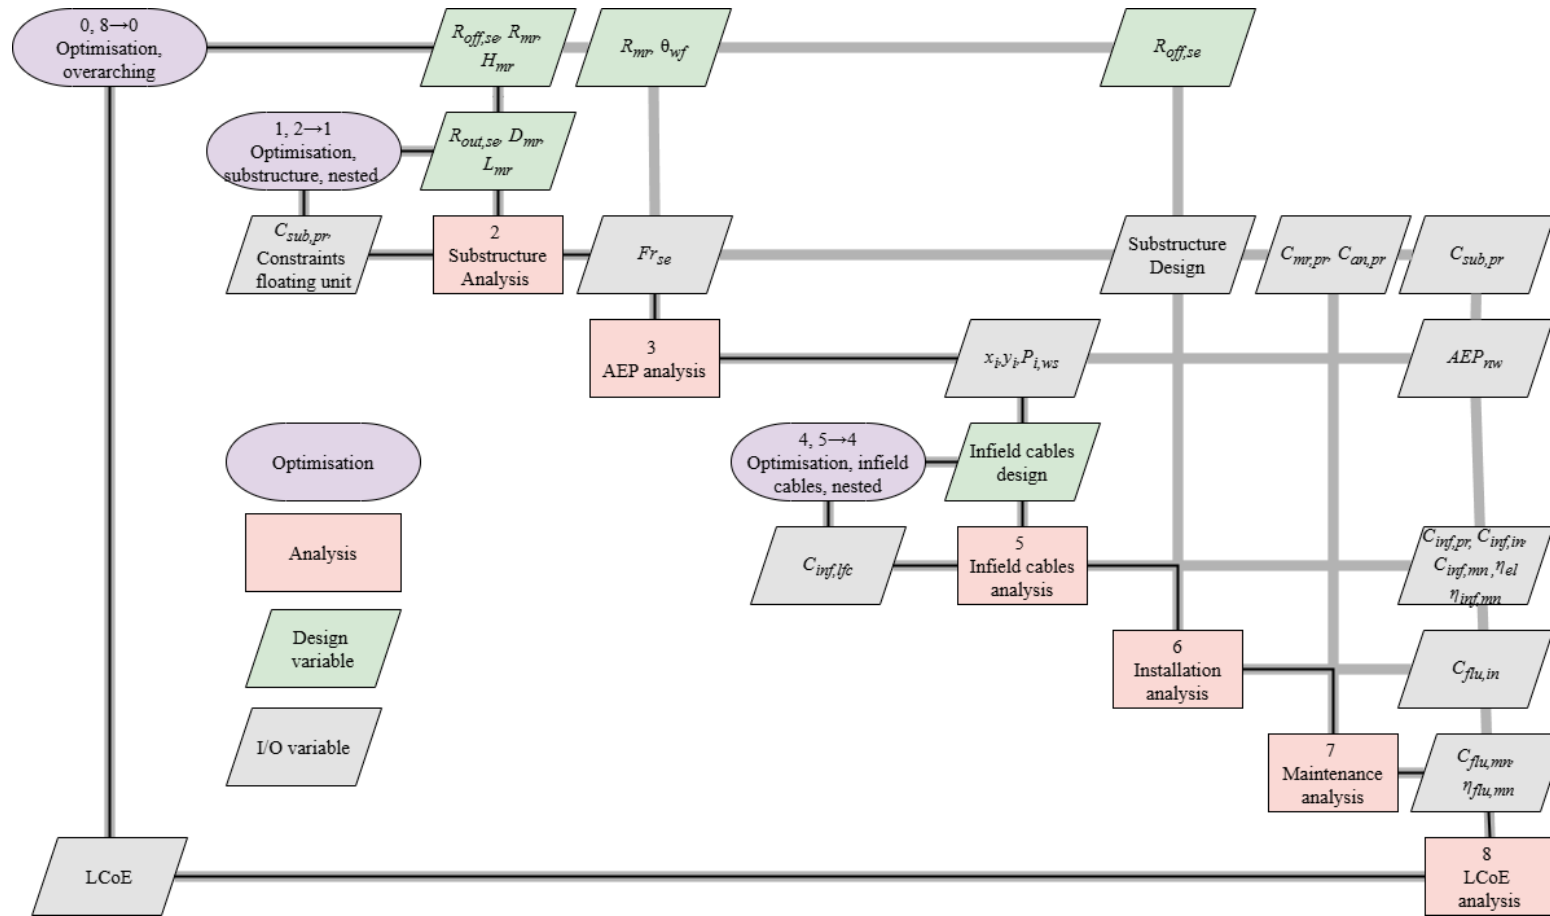 0, 8→0
Optimisation,
overarching
R_off,se, R_mr,
H_mr
R_mr, θ_wf
R_off,se
1, 2→1
Optimisation,
substructure, nested
R_out,se, D_mr,
L_mr
C_sub,pr,
Constraints
floating unit
2
Substructure
Analysis
Fr_se
Substructure
Design
C_mr,pr, C_an,pr
C_sub,pr
3
AEP analysis
x_i, y_i, P_i,ws
AEP_nw
Optimisation
4, 5→4
Optimisation, infield
cables, nested
Infield cables
design
Analysis
C_inf,lfc
5
Infield cables
analysis
C_inf,pr, C_inf,in,
C_inf,mn, η_el
η_inf,mn
Design
variable
6
Installation
analysis
C_flu,in
I/O variable
7
Maintenance
analysis
C_flu,mn,
η_flu,mn
LCoE
8
LCoE
analysis